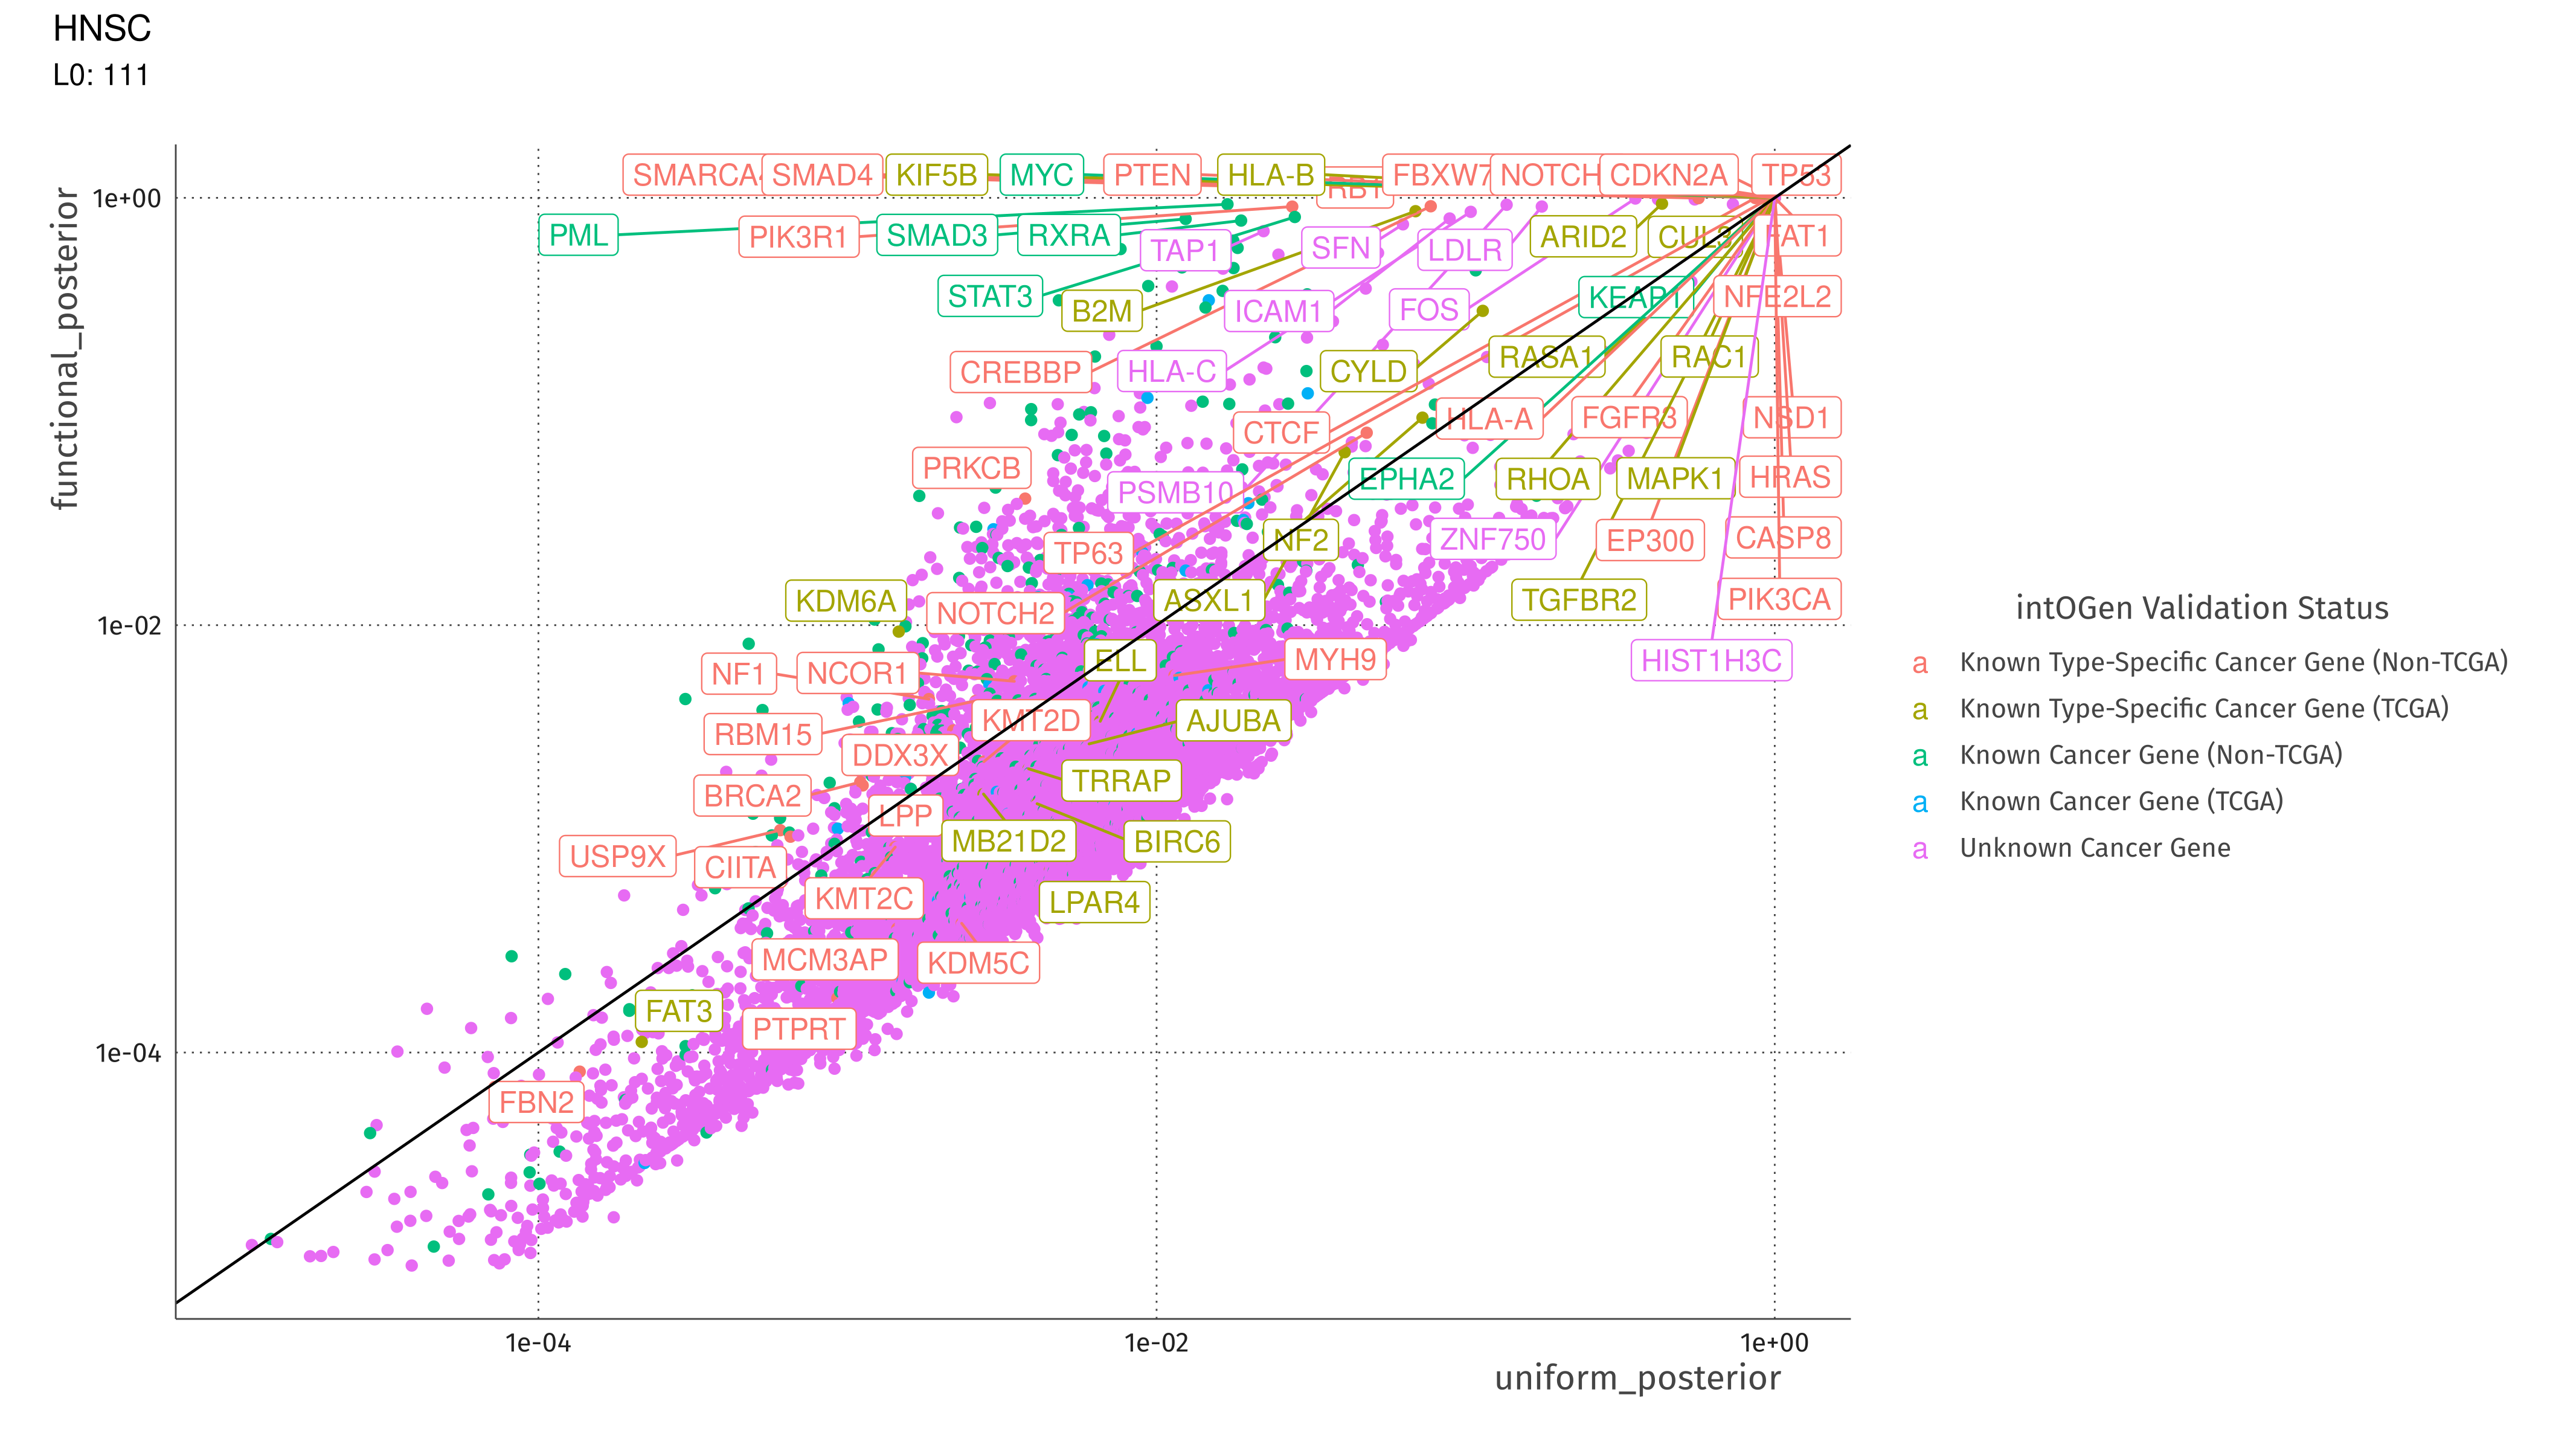 HNSC
L0: 111
functional_posterior
1e+00
1e-02
1e-04
SMARCA
SMAD4
KIF5B
MYC
PTEN
HLA-B
RB1
FBXW7
NOTCH
CDKN2A
TP53
PML
PIK3R1
SMAD3
RXRA
TAP1
SFN
LDLR
ARID2
CUL3
FAT1
STAT3
B2M
ICAM1
FOS
KEAP1
NFE2L2
CREBBP
HLA-C
CYLD
RASA1
RAC1
CTCF
HLA-A
FGFR3
NSD1
PRKCB
PSMB10
EPHA2
RHOA
MAPK1
HRAS
TP63
NF2
ZNF750
EP300
CASP8
KDM6A
NOTCH2
ASXL1
TGFBR2
PIK3CA
NF1
NCOR1
ELL
MYH9
HIST1H3C
RBM15
KMT2D
AJUBA
DDX3X
TRRAP
BRCA2
LPP
MB21D2
BIRC6
USP9X
CIITA
KMT2C
LPAR4
MCM3AP
KDM5C
FAT3
PTPRT
FBN2
1e-04
1e-02
1e+00
uniform_posterior
intOGen Validation Status
a Known Type-Specific Cancer Gene (Non-TCGA)
a Known Type-Specific Cancer Gene (TCGA)
a Known Cancer Gene (Non-TCGA)
a Known Cancer Gene (TCGA)
a Unknown Cancer Gene